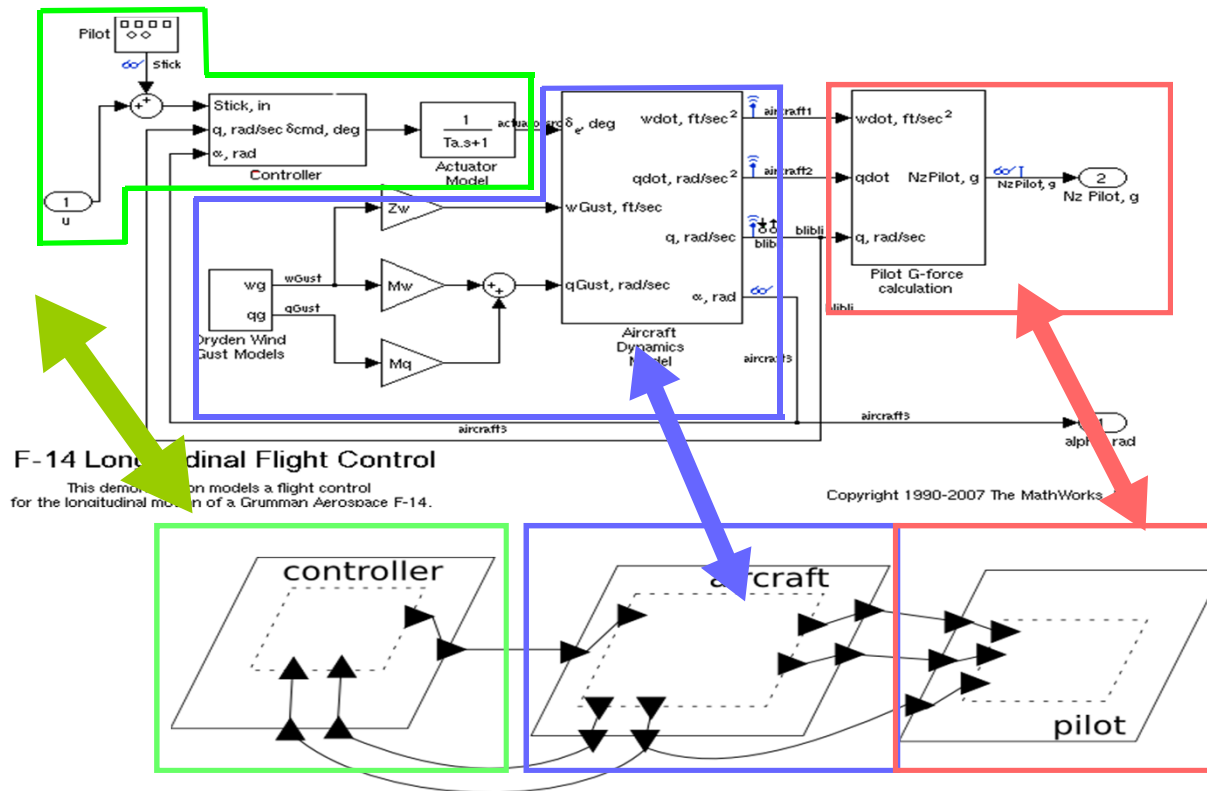 Pilot
Stick
Stick, in
q, rad/sec δcmd, deg
α, rad
Controller
1
u
1
Ta.s+1
Actuator
Model
δ
e
, deg
wGust, ft/sec
qGust, rad/sec
wdot, ft/sec²
qdot, rad/sec²
q, rad/sec
α, rad
Aircraft
Dynamics
Zw
Mw
Mq
wg
qg
wGust
qGust
Dryden Wind
Gust Models
aircraft1
aircraft2
blibli
aircraft3
wdot, ft/sec²
qdot
NzPilot, g
q, rad/sec
Pilot G-force
calculation
blibli
NzPilot, g
2
Nz Pilot, g
aircraft3
aircraft3
rad
F-14 Flight Control
This models a flight control
for the longitudinal of a Grumman Aerospace F-14.
Copyright 1990-2007 The MathWorks
controller
aircraft
pilot